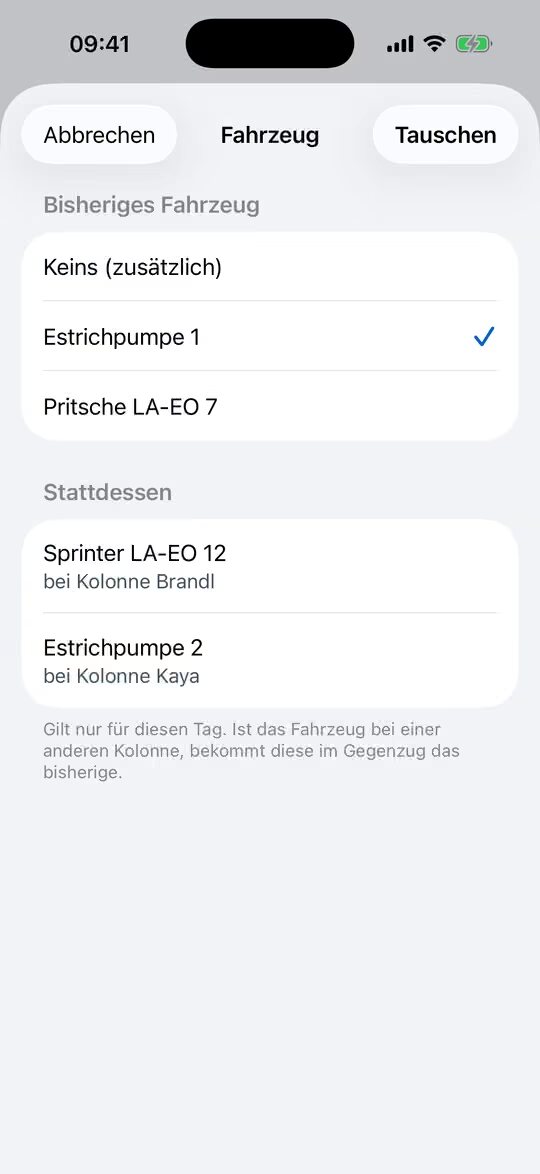 09:41
Abbrechen
Fahrzeug
Tauschen
Bisheriges Fahrzeug
Keins (zusätzlich)
Estrichpumpe 1
Pritsche LA-EO 7
Stattdessen
Sprinter LA-EO 12
bei Kolonne Brandl
Estrichpumpe 2
bei Kolonne Kaya
Gilt nur für diesen Tag. Ist das Fahrzeug bei einer
anderen Kolonne, bekommt diese im Gegenzug das
bisherige.